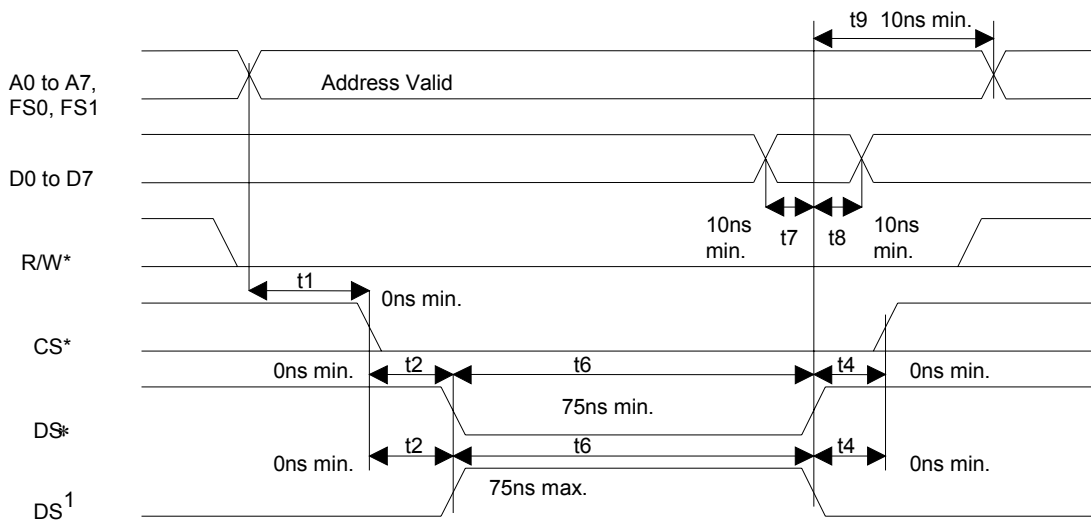 t9 10ns min.
A0 to A7,
FS0, FS1
Address Valid
D0 to D7
10ns
min.
t7
t8
10ns
min.
R/W*
t1
0ns min.
CS*
0ns min.
t2
t6
t4
0ns min.
75ns min.
DS*
0ns min.
t2
t6
t4
0ns min.
75ns max.
DS1